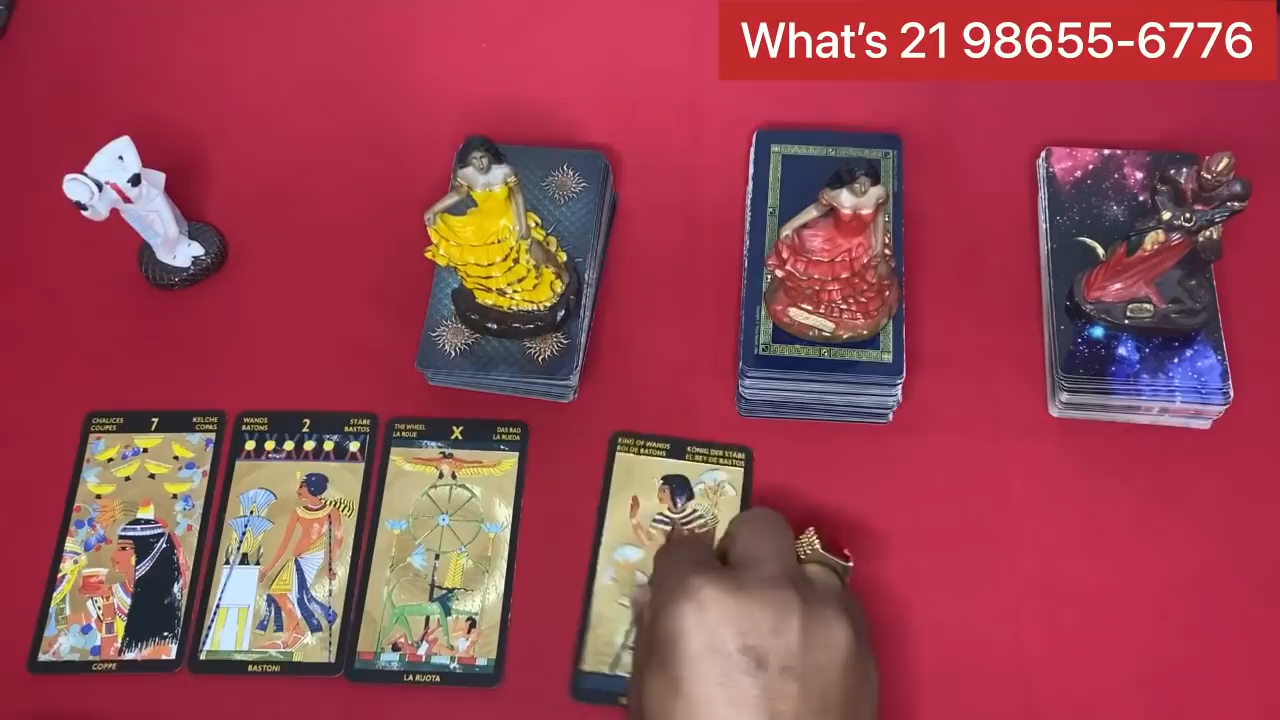 What's 21 98655-6776
CHALICES
COUPES
7
KELCHE
COPAS
COPPE
WANDS
BATONS
2
STÄBE
BASTOS
BASTONI
THE WHEEL
LA ROUE
X
DAS RAD
LA RUEDA
LA RUOTA
KING OF WANDS
ROI DE BATONS
KÖNIG DER STÄBE
EL REY DE BASTOS